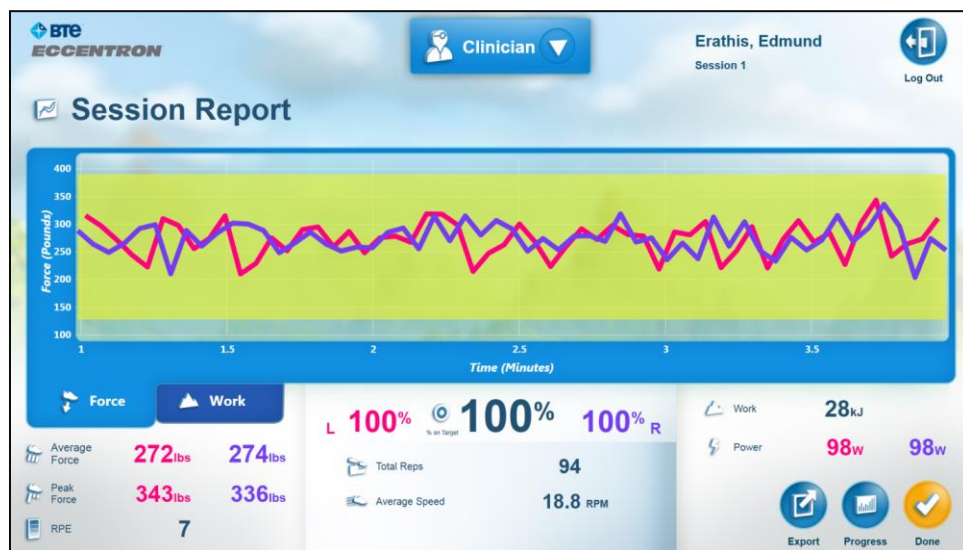 BTE
ECCENTRON
Clinician
Erathis, Edmund
Session 1
Log Out
Session Report
Force (Pounds)
400
350
300
250
200
150
100
1
1.5
2
2.5
3
3.5
Time (Minutes)
Force
Work
Average Force 272lbs 274lbs
Peak Force 343lbs 336lbs
RPE 7
L 100% % on Target 100% 100% R
Total Reps 94
Average Speed 18.8 RPM
Work 28kJ
Power 98w 98w
Export
Progress
Done